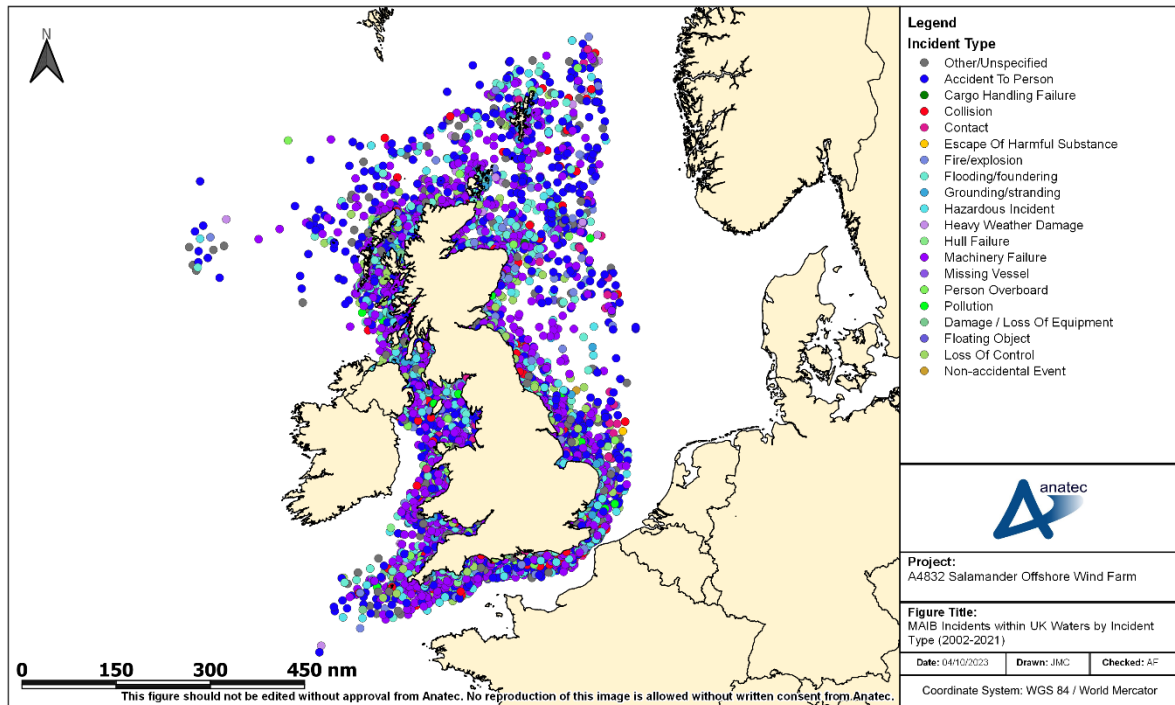 N
0 150 300 450 nm
This figure should not be edited without approval from Anatec. No reproduction of this image is allowed without written consent from Anatec.
Legend
Incident Type
Other/Unspecified
Accident To Person
Cargo Handling Failure
Collision
Contact
Escape Of Harmful Substance
Fire/explosion
Flooding/foundering
Grounding/stranding
Hazardous Incident
Heavy Weather Damage
Hull Failure
Machinery Failure
Missing Vessel
Person Overboard
Pollution
Damage / Loss Of Equipment
Floating Object
Loss Of Control
Non-accidental Event
anatec
Project:
A4832 Salamander Offshore Wind Farm
Figure Title:
MAIB Incidents within UK Waters by Incident
Type (2002-2021)
Date: 04/10/2023 Drawn: JMC Checked: AF
Coordinate System: WGS 84 / World Mercator